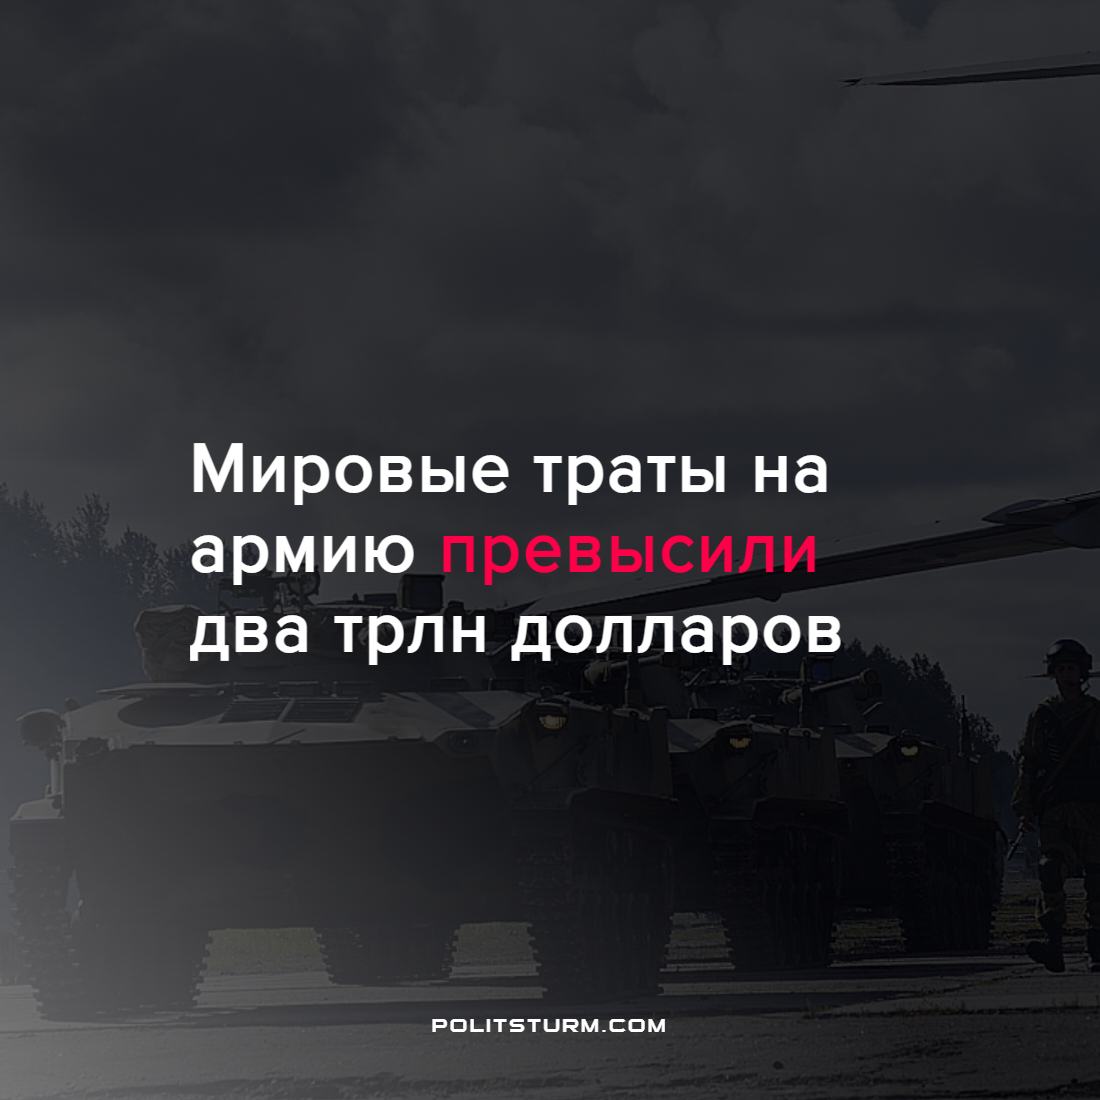 Мировые траты на
армию превысили
два трлн долларов
POLITSTURM.COM